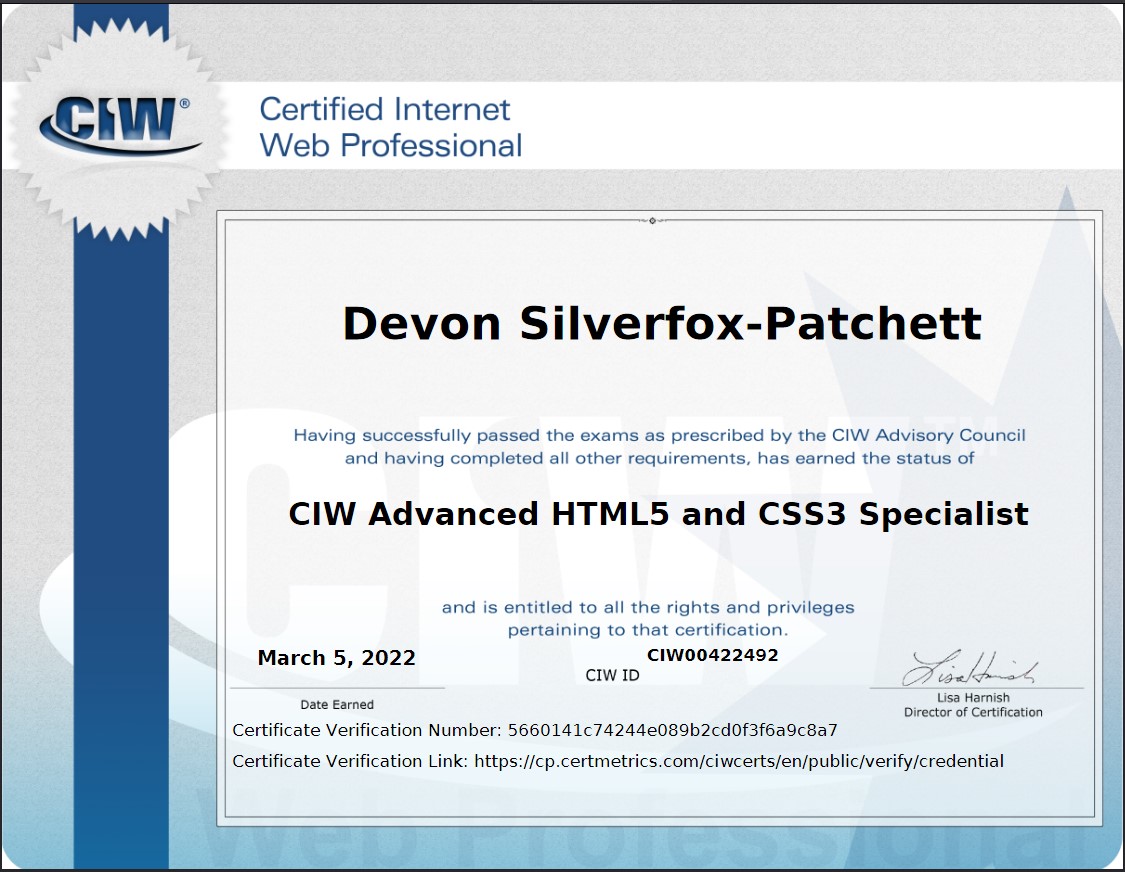 CIW®
Certified Internet
Web Professional
Devon Silverfox-Patchett
Having successfully passed the exams as prescribed by the CIW Advisory Council
and having completed all other requirements, has earned the status of
CIW Advanced HTML5 and CSS3 Specialist
and is entitled to all the rights and privileges
pertaining to that certification.
March 5, 2022
Date Earned
CIW00422492
CIW ID
Lisa Harnish
Lisa Harnish
Director of Certification
Certificate Verification Number: 5660141c74244e089b2cd0f3f6a9c8a7
Certificate Verification Link: https://cp.certmetrics.com/ciwcerts/en/public/verify/credential
CIW TM
Web Professional